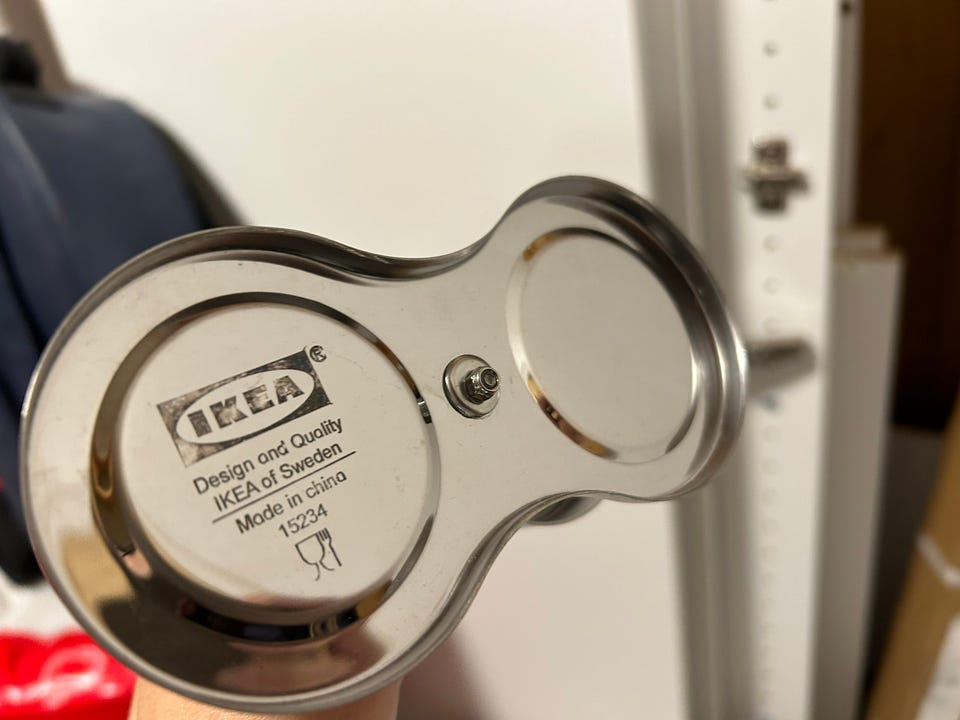 IKEA®
Design and Quality
IKEA of Sweden
Made in china
15234